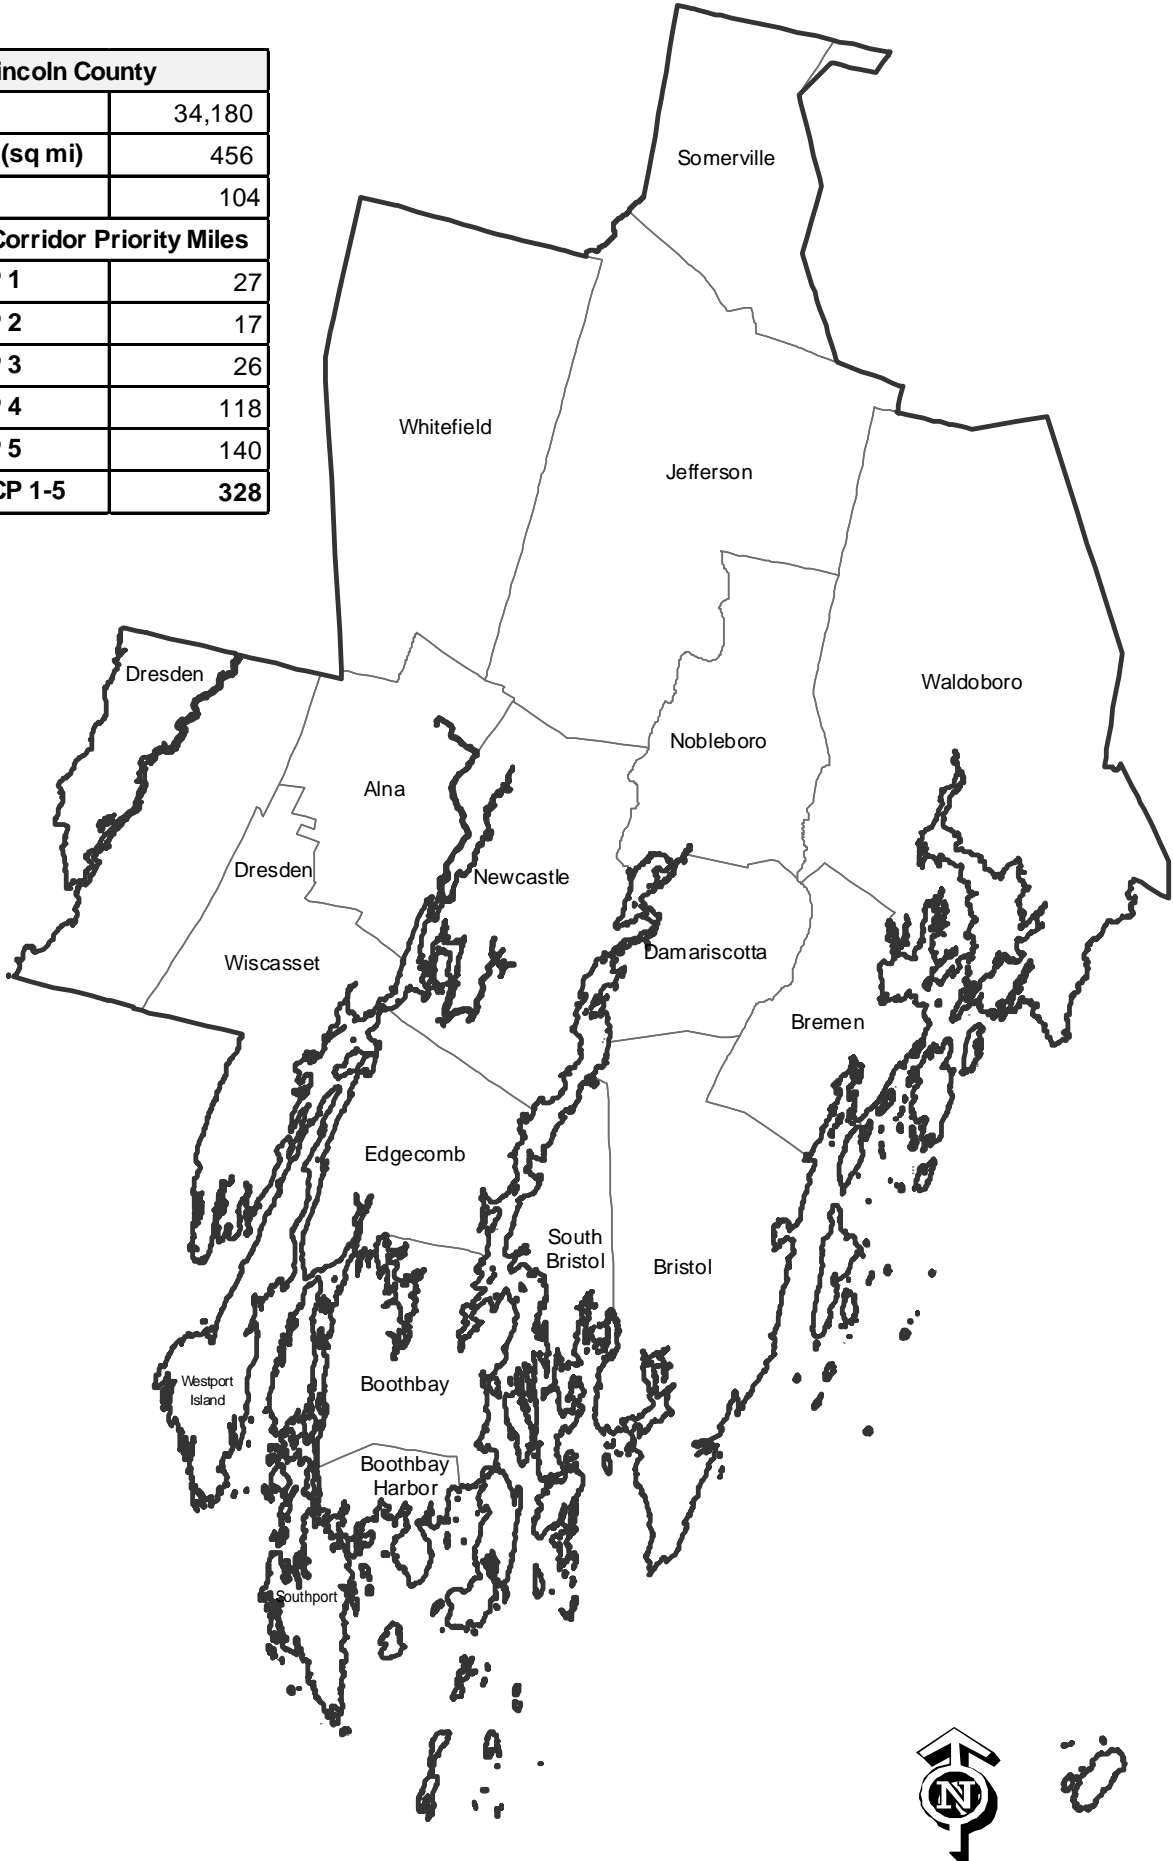 incoln County
34,180
(sq mi) 456
104
Corridor Priority Miles
P 1 27
P 2 17
P 3 26
P 4 118
P 5 140
CP 1-5 328
Somerville
Whitefield
Jefferson
Dresden
Waldoboro
Nobleboro
Alna
Dresden
Newcastle
Damariscotta
Wiscasset
Bremen
Edgecomb
South
Bristol
Bristol
Westport
Island
Boothbay
Boothbay
Harbor
Southport
N